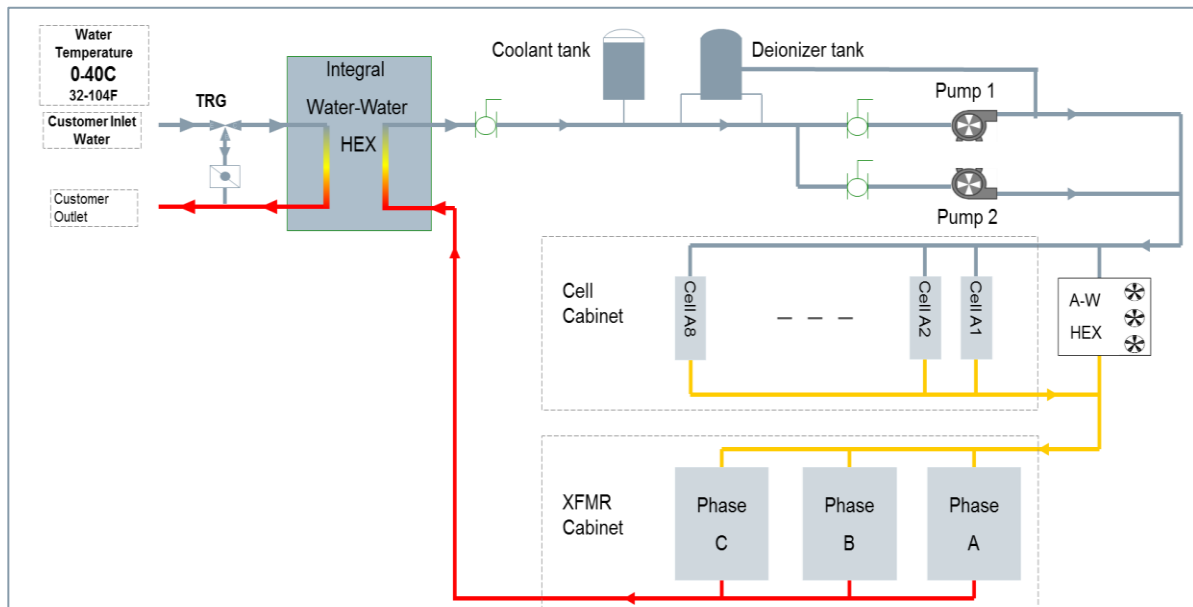 Water
Temperature
0-40C
32-104F
Customer Inlet
Water
Customer
Outlet
TRG
Integral
Water-Water
HEX
Coolant tank
Deionizer tank
Pump 1
Pump 2
Cell
Cabinet
Cell A8
Cell A2
Cell A1
A-W
HEX
XFMR
Cabinet
Phase
C
Phase
B
Phase
A